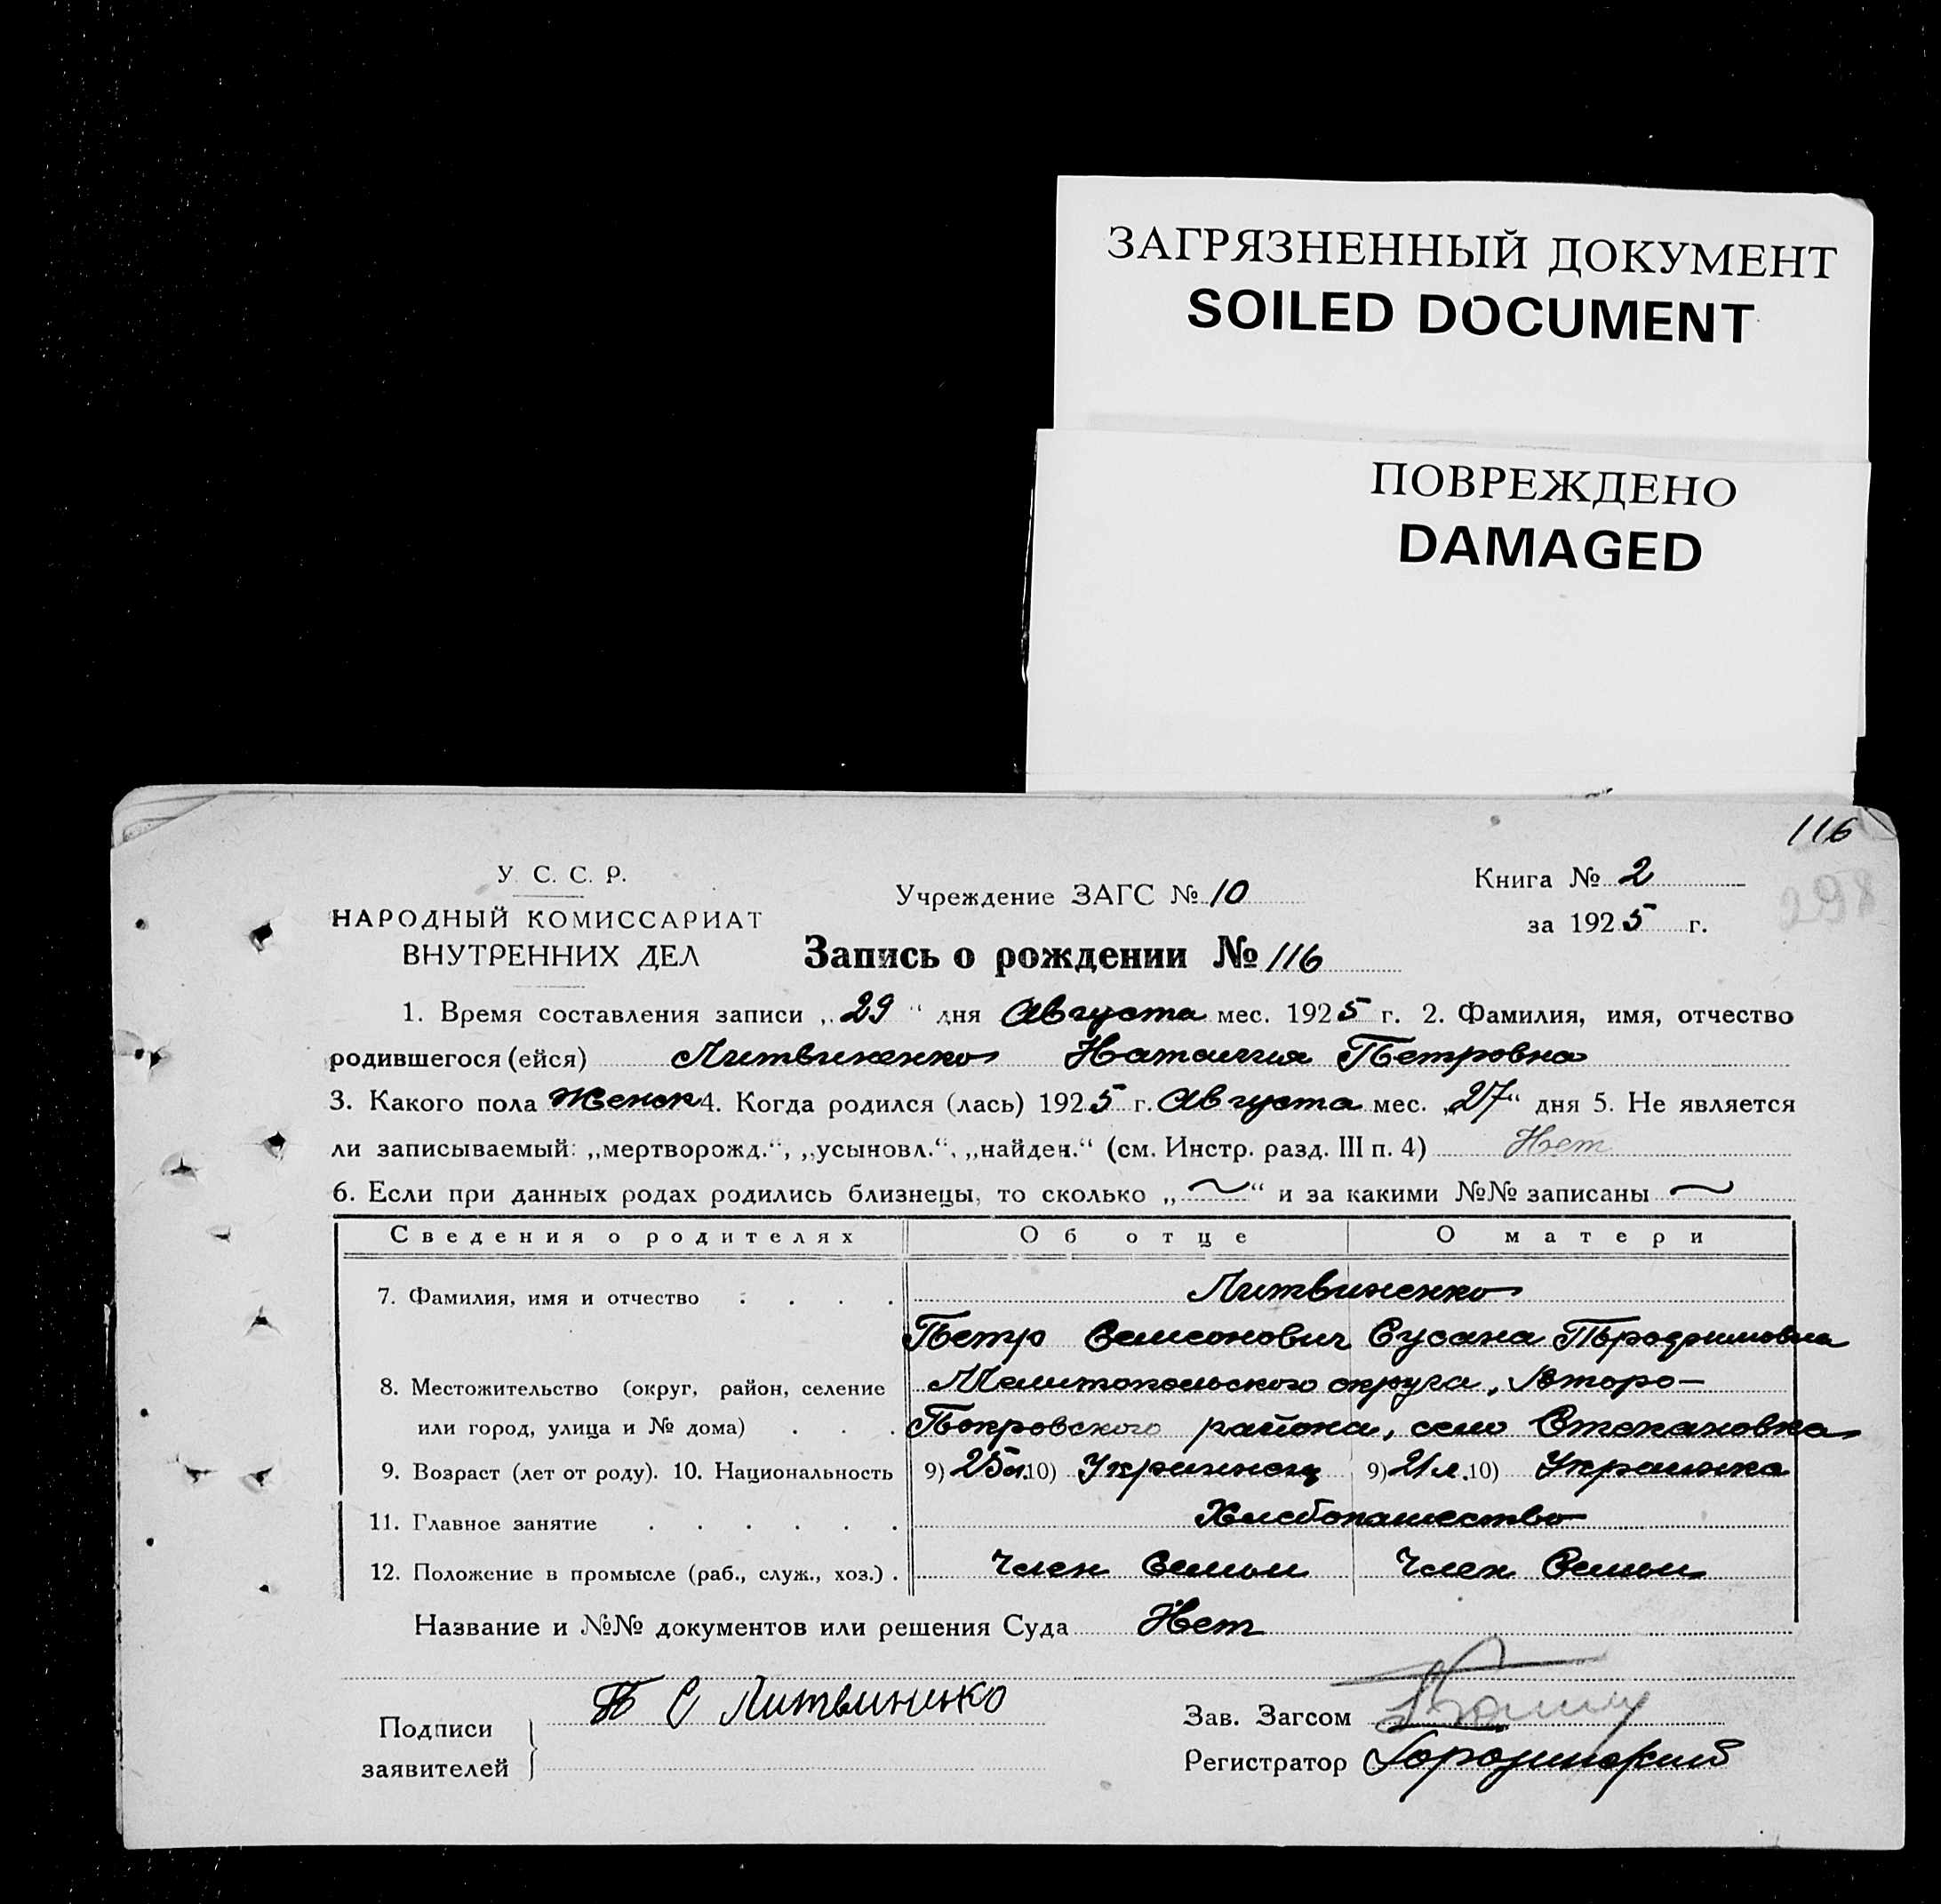 ЗАГРЯЗНЕННЫЙ ДОКУМЕНТ
SOILED DOCUMENT
ПОВРЕЖДЕНО
DAMAGED
116
У. С. С. Р.
НАРОДНЫЙ КОМИССАРИАТ
ВНУТРЕННИХ ДЕЛ
Учреждение ЗАГС № 10
Книга № 2
за 1925 г.
Запись о рождении № 116
1. Время составления записи „29“ дня Августа мес. 1925 г. 2. Фамилия, имя, отчество
родившегося (ейся) Литвиненко Наталия Петровна
3. Какого пола Женск 4. Когда родился (лась) 1925 г. Августа мес. „27“ дня 5. Не является
ли записываемый: „мертворожд.“, „усыновл.“, „найден.“ (см. Инстр. разд. III п. 4) Нет
6. Если при данных родах родились близнецы, то сколько „~“ и за какими №№ записаны ~
Сведения о родителях Об отце О матери
7. Фамилия, имя и отчество . . . . Литвиненко
Петр Семенович Сусана
8. Местожительство (округ, район, селение Мелитопольского округа, Второ-
или город, улица и № дома) . . . Покровского района, село Степановка
9. Возраст (лет от роду). 10. Национальность 9) 25 л. 10) Украинец 9) 21 л. 10) Украинка
11. Главное занятие . . . . . . Хлебопашество
12. Положение в промысле (раб., служ., хоз.) . Член Семьи Член Семьи
Название и №№ документов или решения Суда Нет
Подписи
заявителей
П С Литвиненко
Зав. Загсом
Регистратор